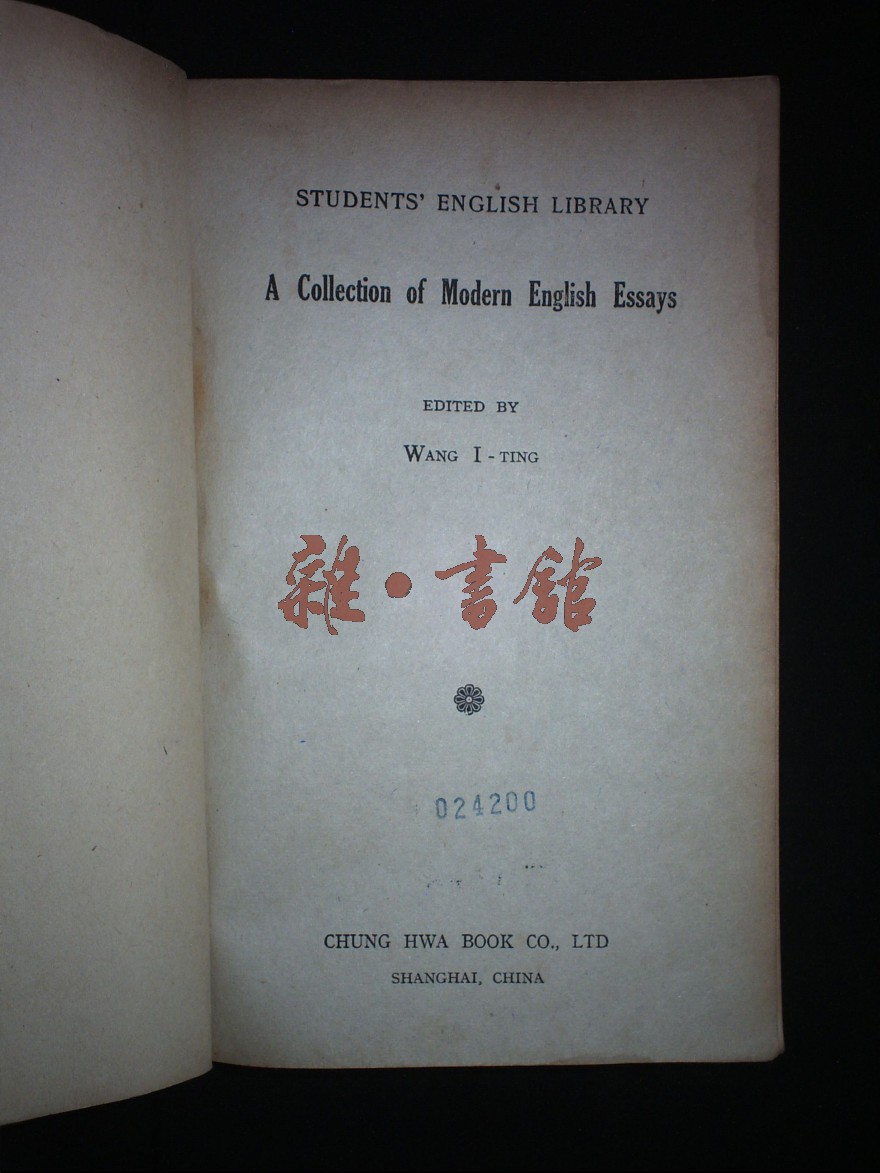 STUDENTS' ENGLISH LIBRARY
A Collection of Modern English Essays
EDITED BY
WANG I-TING
雜·書館
024200
CHUNG HWA BOOK CO., LTD
SHANGHAI, CHINA